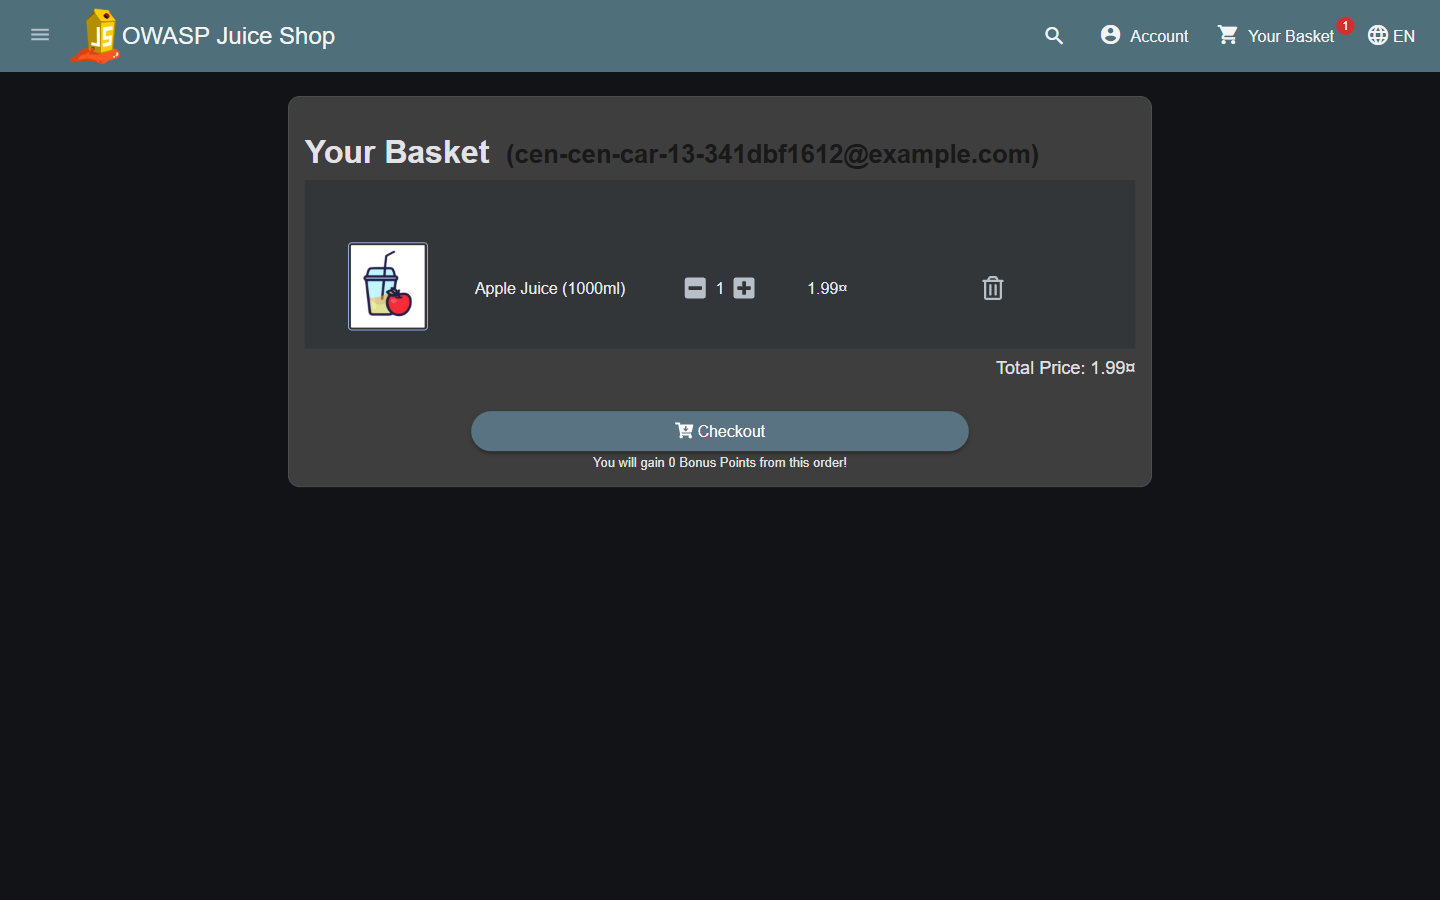 OWASP Juice Shop
Account
Your Basket 1
EN
Your Basket (cen-cen-car-13-341dbf1612@example.com)
Apple Juice (1000ml) 1 1.99¤
Total Price: 1.99¤
Checkout
You will gain 0 Bonus Points from this order!